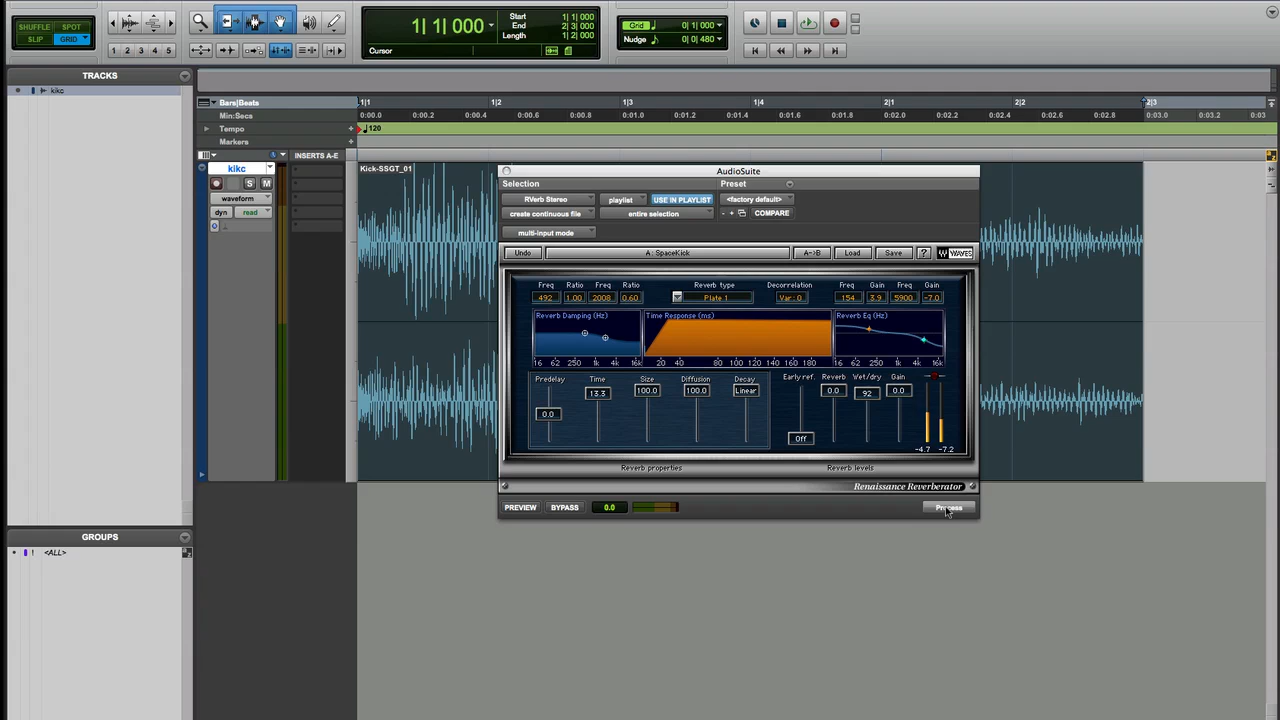 SHUFFLE SPOT
SLIP GRID
1 2 3 4 5
1| 1| 000
Cursor
Start 1| 1| 000
End 2| 3| 000
Length 1| 2| 000
Grid 0| 1| 000
Nudge 0| 0| 480
TRACKS
kikc
Bars|Beats
1|1 1|2 1|3 1|4 2|1 2|2 2|3
Min:Secs
0:00.0 0:00.2 0:00.4 0:00.6 0:00.8 0:01.0 0:01.2 0:01.4 0:01.6 0:01.8 0:02.0 0:02.2 0:02.4 0:02.6 0:02.8 0:03.0 0:03.2 0:03
Tempo
120
Markers
INSERTS A-E
kikc
S M
waveform
dyn read
Kick-SSGT_01
AudioSuite
Selection Preset
RVerb Stereo playlist USE IN PLAYLIST <factory default>
create continuous file entire selection - + COMPARE
multi-input mode
Undo A: SpaceKick A->B Load Save ? WAVES
Freq Ratio Freq Ratio Reverb type Decorrelation Freq Gain Freq Gain
492 1.00 2008 0.60 Plate 1 Var: 0 154 3.9 5900 -7.0
Reverb Damping (Hz) Time Response (ms) Reverb Eq (Hz)
16 62 250 1k 4k 16k 20 40 80 100 120 140 160 180 16 62 250 1k 4k 16k
Predelay Time Size Diffusion Decay Early ref. Reverb Wet/dry Gain
0.0 13.3 100.0 100.0 Linear Off 0.0 92 0.0
-4.7 -7.2
Reverb properties Reverb levels
Renaissance Reverberator
PREVIEW BYPASS 0.0 Process
GROUPS
! <ALL>